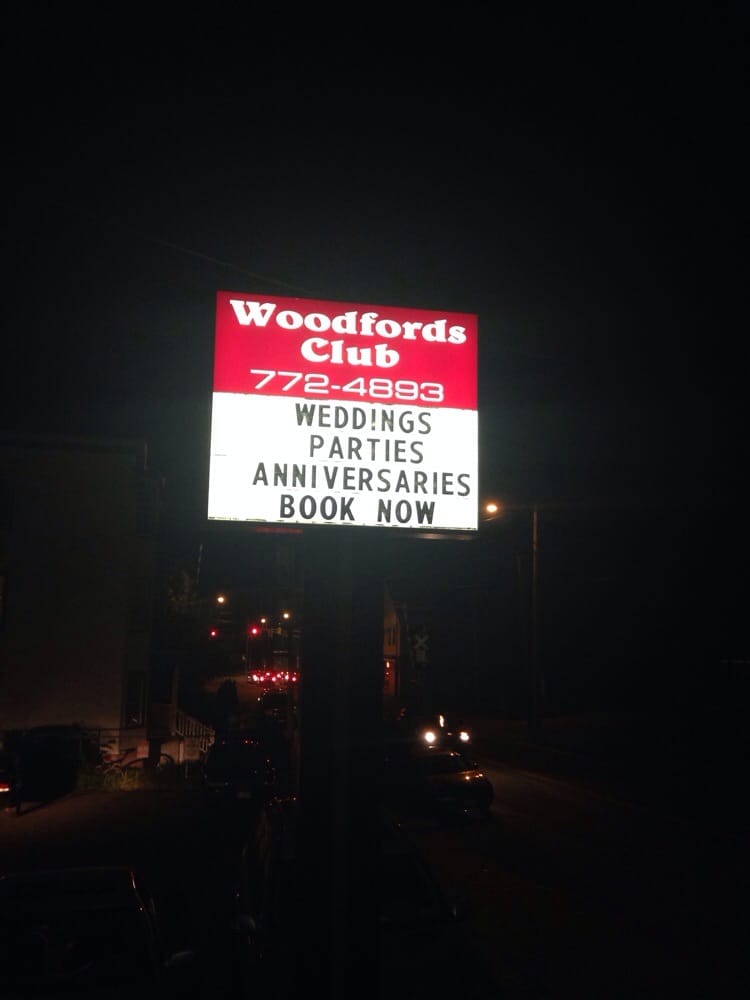 Woodfords
Club
772-4893
WEDDINGS
PARTIES
ANNIVERSARIES
BOOK NOW